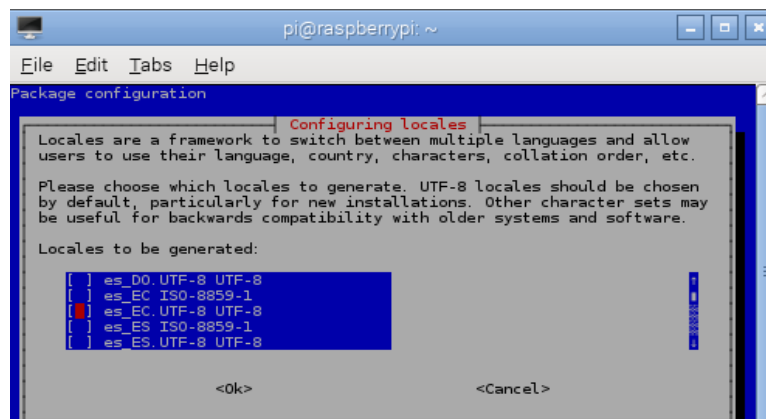 pi@raspberrypi: ~
File Edit Tabs Help
Package configuration
Configuring locales
Locales are a framework to switch between multiple languages and allow
users to use their language, country, characters, collation order, etc.
Please choose which locales to generate. UTF-8 locales should be chosen
by default, particularly for new installations. Other character sets may
be useful for backwards compatibility with older systems and software.
Locales to be generated:
[ ] es_DO.UTF-8 UTF-8
[ ] es_EC ISO-8859-1
[ ] es_EC.UTF-8 UTF-8
[ ] es_ES ISO-8859-1
[ ] es_ES.UTF-8 UTF-8
<Ok> <Cancel>